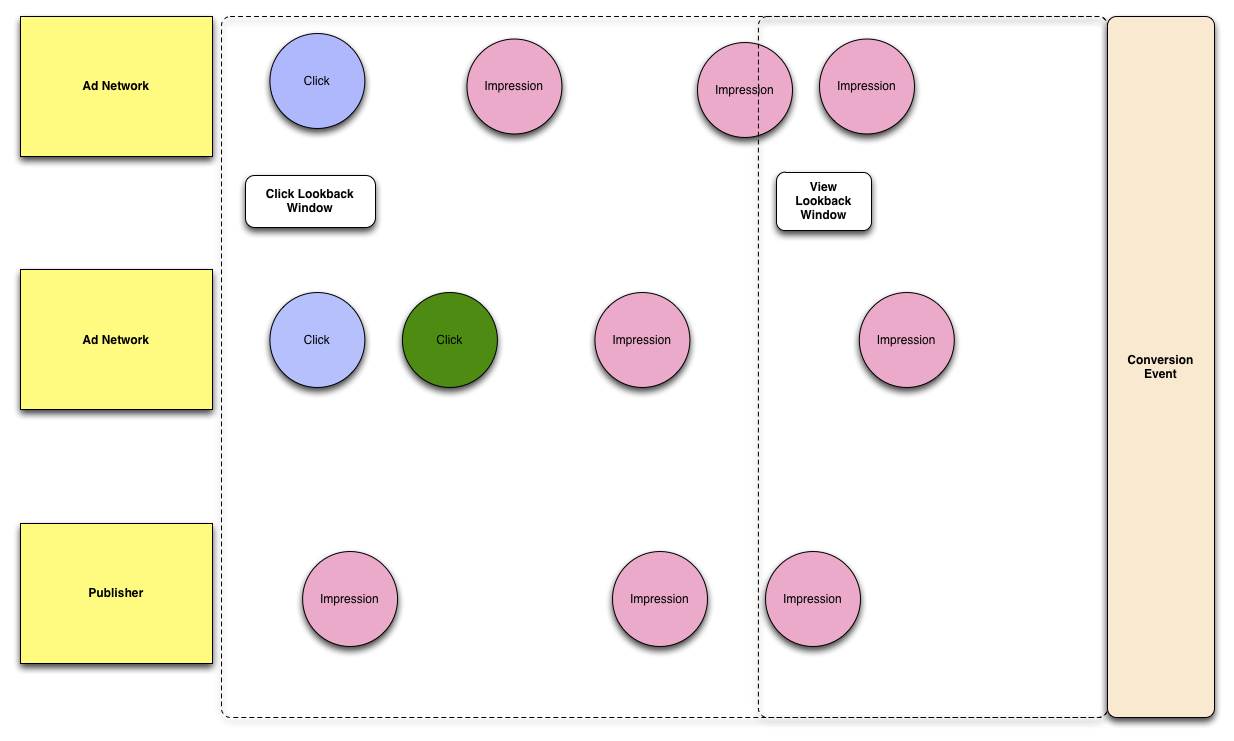 Ad Network
Click
Impression
Impression
Impression
Click Lookback
Window
View
Lookback
Window
Ad Network
Click
Click
Impression
Impression
Conversion
Event
Publisher
Impression
Impression
Impression